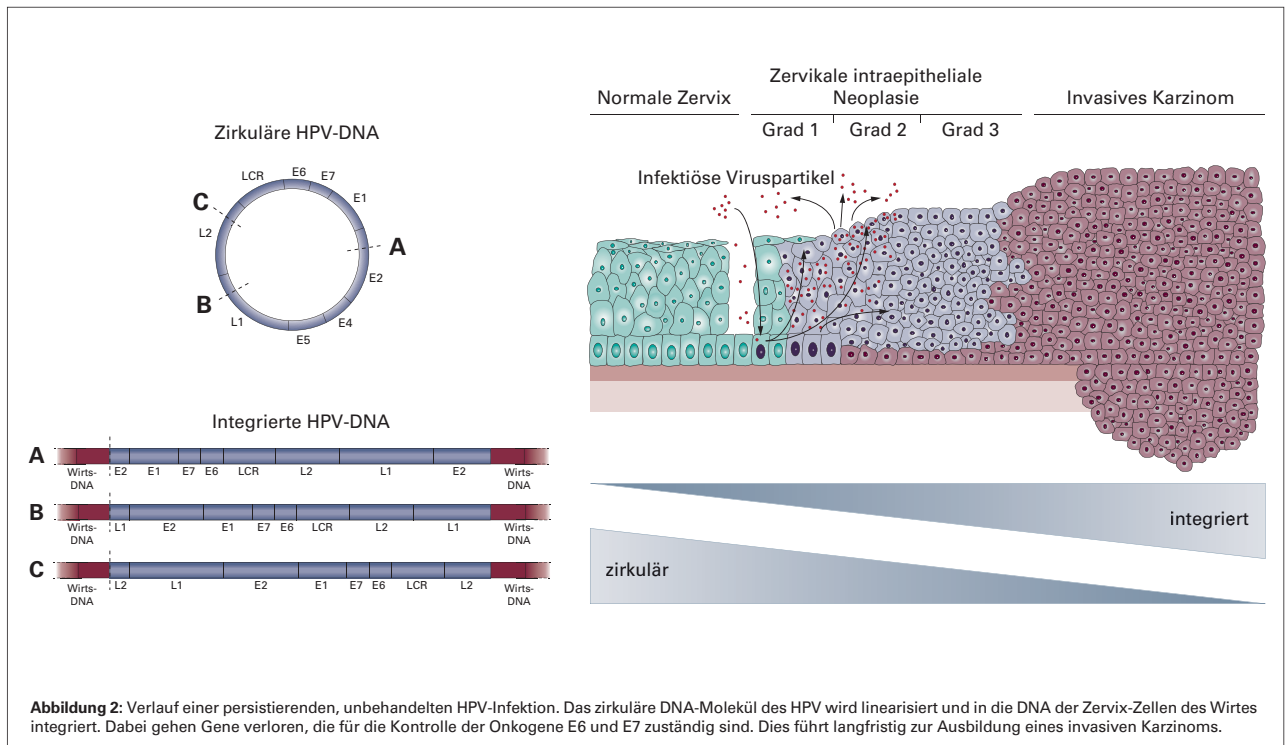 Zirkuläre HPV-DNA
LCR E6 E7 E1
C
L2
A
E2
B
L1 E4
E5
Integrierte HPV-DNA
A
Wirts- E2 E1 E7 E6 LCR L2 L1 E2 Wirts-
DNA DNA
B
Wirts- L1 E2 E1 E7 E6 LCR L2 L1 Wirts-
DNA DNA
C
Wirts- L2 L1 E2 E1 E7 E6 LCR L2 Wirts-
DNA DNA
Zervikale intraepitheliale
Normale Zervix Neoplasie Invasives Karzinom
Grad 1 Grad 2 Grad 3
Infektiöse Viruspartikel
integriert
zirkulär
Abbildung 2: Verlauf einer persistierenden, unbehandelten HPV-Infektion. Das zirkuläre DNA-Molekül des HPV wird linearisiert und in die DNA der Zervix-Zellen des Wirtes
integriert. Dabei gehen Gene verloren, die für die Kontrolle der Onkogene E6 und E7 zuständig sind. Dies führt langfristig zur Ausbildung eines invasiven Karzinoms.